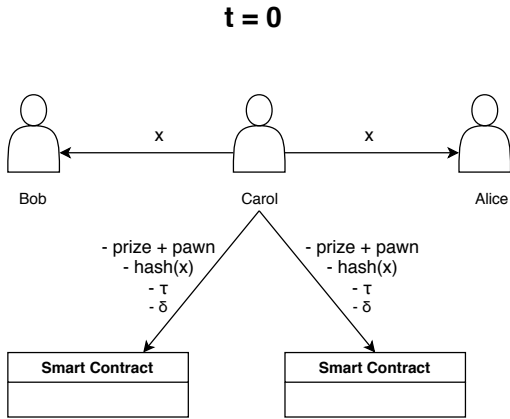 t = 0
x
x
Bob
Carol
Alice
- prize + pawn
- hash(x)
- τ
- δ
- prize + pawn
- hash(x)
- τ
- δ
Smart Contract
Smart Contract